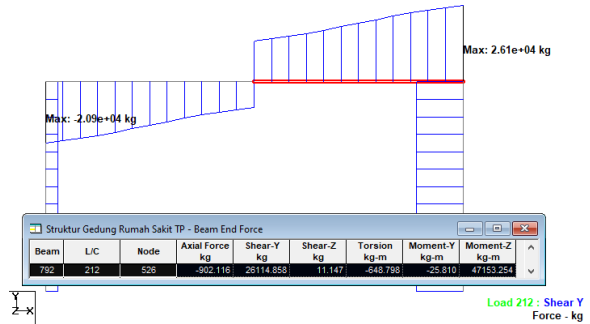 Max: 2.61e+04 kg
Max: -2.09e+04 kg
Struktur Gedung Rumah Sakit TP - Beam End Force
Beam L/C Node Axial Force kg Shear-Y kg Shear-Z kg Torsion kg-m Moment-Y kg-m Moment-Z kg-m
792 212 526 -902.116 26114.858 11.147 -648.798 -25.810 47153.254
Y
Z X
Load 212 : Shear Y
Force - kg